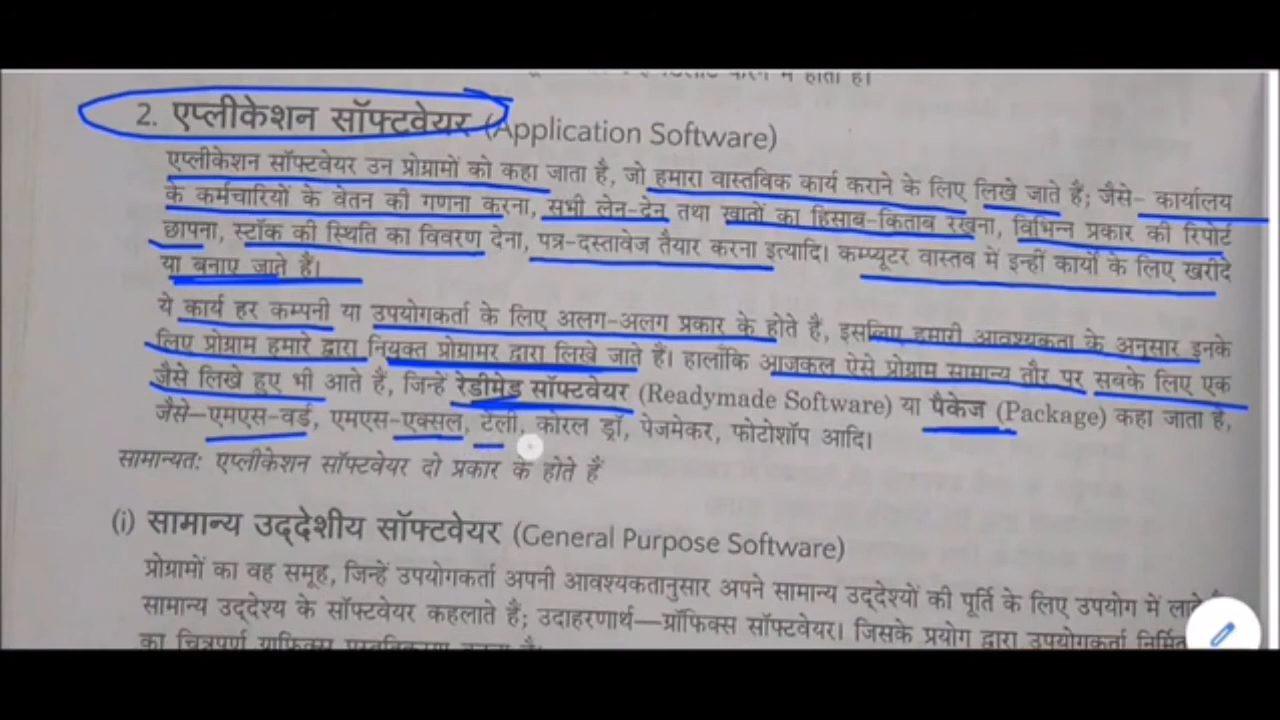 2. एप्लीकेशन सॉफ्टवेयर (Application Software)
एप्लीकेशन सॉफ्टवेयर उन प्रोग्रामों को कहा जाता है, जो हमारा वास्तविक कार्य कराने के लिए लिखे जाते हैं; जैसे- कार्यालय
के कर्मचारियों के वेतन की गणना करना, सभी लेन-देन तथा खातों का हिसाब-किताब रखना, विभिन्न प्रकार की रिपोर्ट
छापना, स्टॉक की स्थिति का विवरण देना, पत्र-दस्तावेज तैयार करना इत्यादि। कम्प्यूटर वास्तव में इन्हीं कार्यों के लिए खरीदे
या बनाए जाते हैं।
ये कार्य हर कम्पनी या उपयोगकर्ता के लिए अलग-अलग प्रकार के होते हैं, इसलिए हमारी आवश्यकता के अनुसार इनके
लिए प्रोग्राम हमारे द्वारा नियुक्त प्रोग्रामर द्वारा लिखे जाते हैं। हालाँकि आजकल ऐसे प्रोग्राम सामान्य तौर पर सबके लिए एक
जैसे लिखे हुए भी आते हैं, जिन्हें रेडीमेड सॉफ्टवेयर (Readymade Software) या पैकेज (Package) कहा जाता है,
जैसे—एमएस-वर्ड, एमएस-एक्सल, टैली, कोरल ड्रॉ, पेजमेकर, फोटोशॉप आदि।
सामान्यतः एप्लीकेशन सॉफ्टवेयर दो प्रकार के होते हैं
(i) सामान्य उद्देशीय सॉफ्टवेयर (General Purpose Software)
प्रोग्रामों का वह समूह, जिन्हें उपयोगकर्ता अपनी आवश्यकतानुसार अपने सामान्य उद्देश्यों की पूर्ति के लिए उपयोग में लाते
सामान्य उद्देश्य के सॉफ्टवेयर कहलाते हैं; उदाहरणार्थ—ग्रॉफिक्स सॉफ्टवेयर। जिसके प्रयोग द्वारा उपयोगकर्ता निर्मित